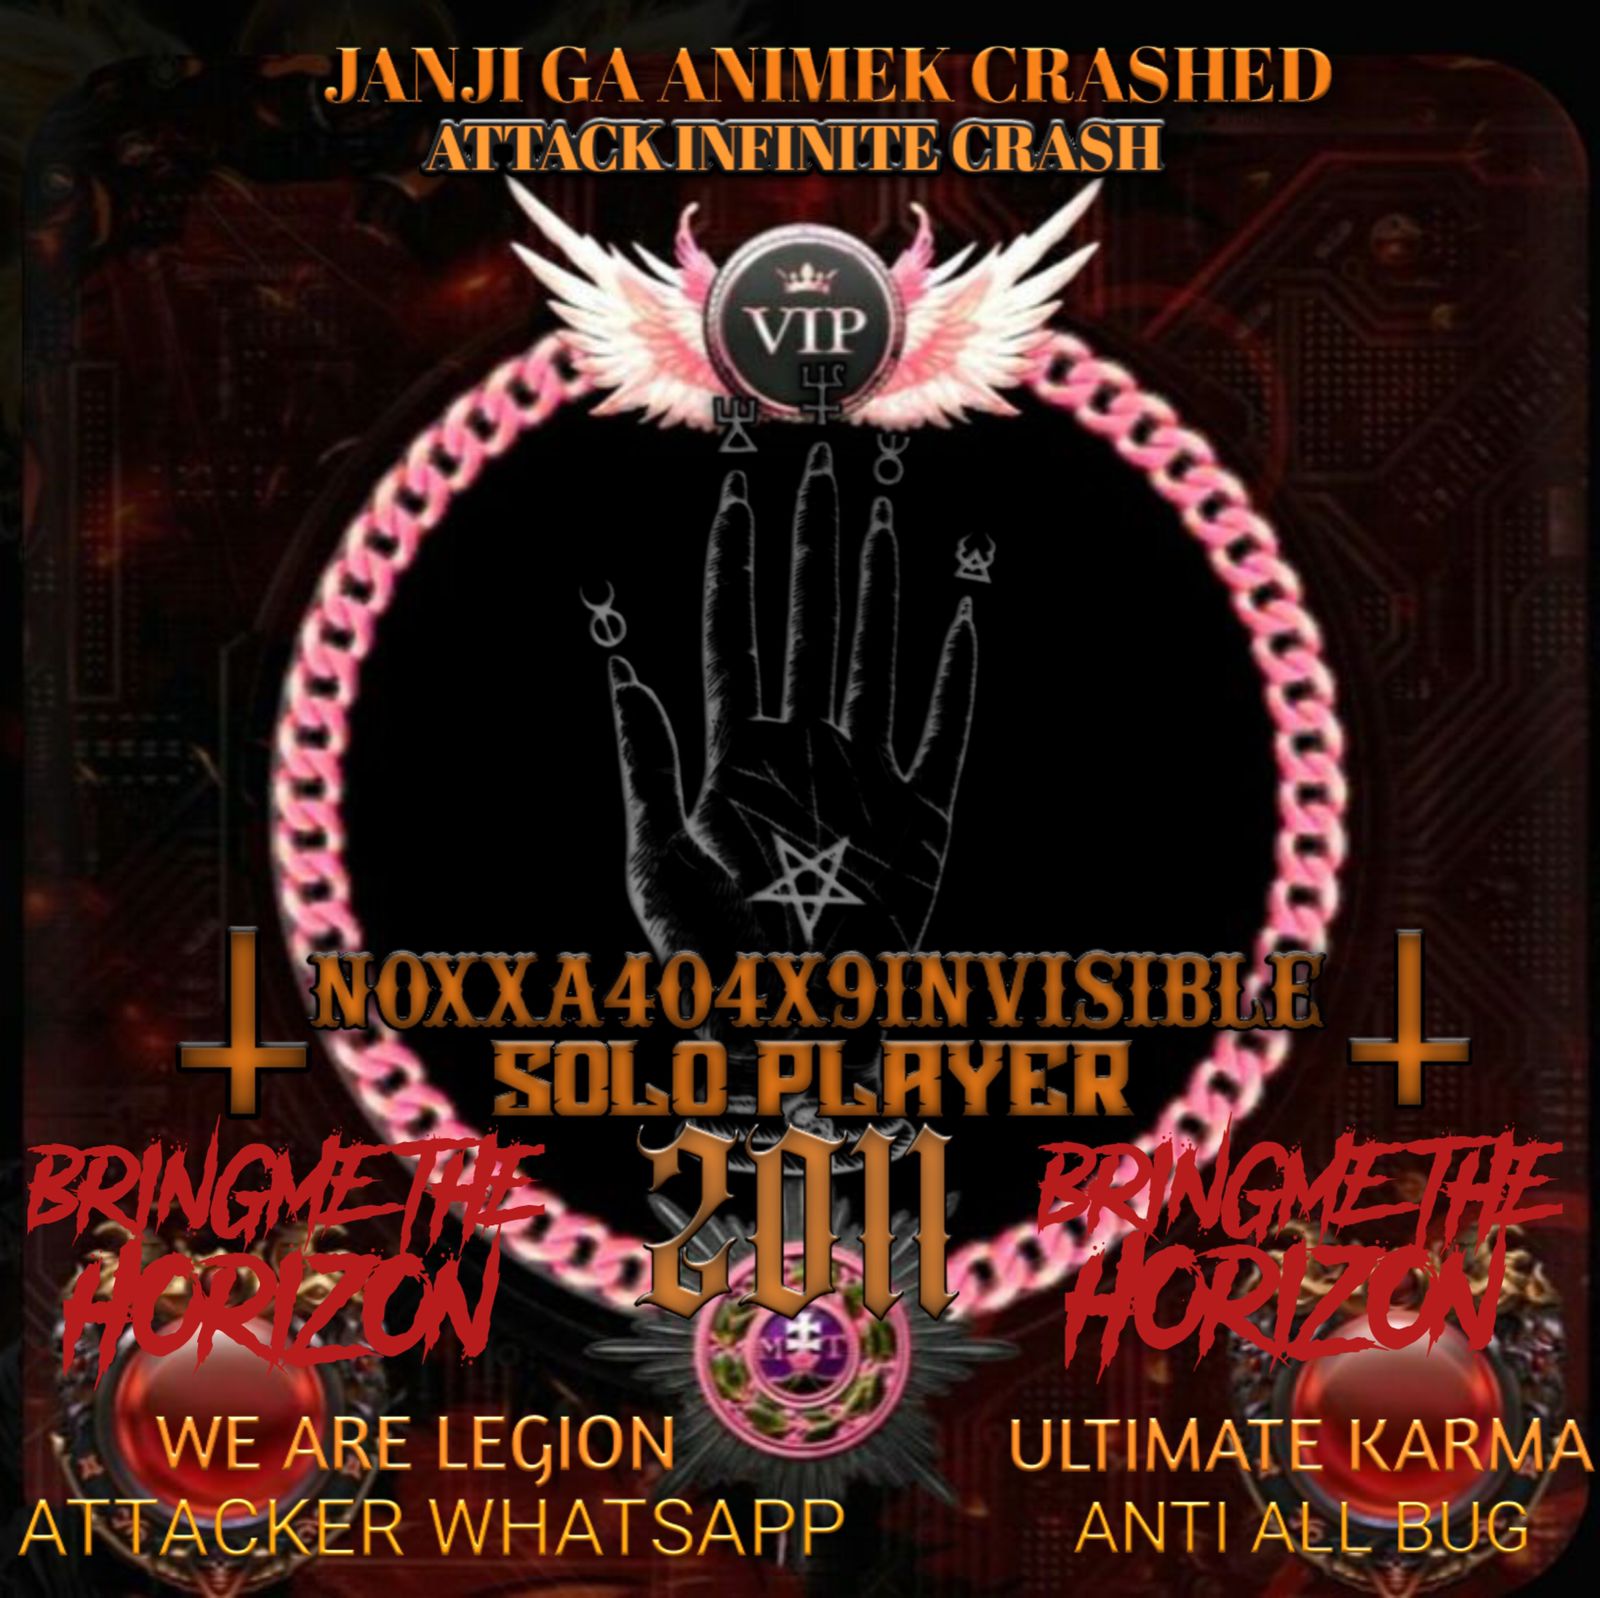 JANJI GA ANIMEK CRASHED
ATTACK INFINITE CRASH
VIP
NOXXA404X9INVISIBLE
SOLO PLAYER
2011
BRINGMETHE
HORIZON
BRINGMETHE
HORIZON
M T
WE ARE LEGION
ATTACKER WHATSAPP
ULTIMATE KARMA
ANTI ALL BUG